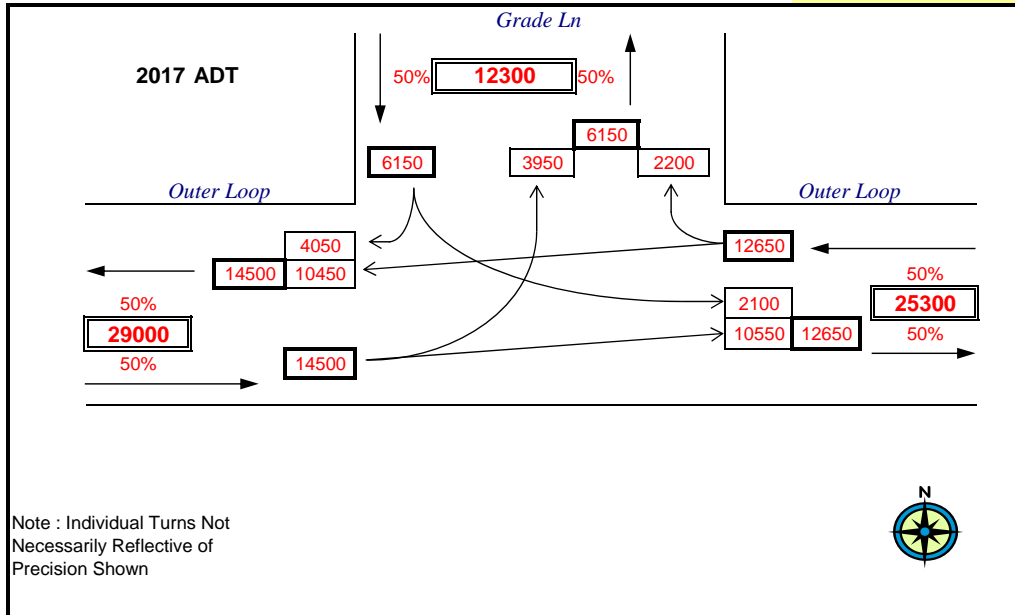 Grade Ln
2017 ADT
50% 12300 50%
6150
6150 3950 2200
Outer Loop Outer Loop
4050 12650
14500 10450 50%
50% 2100 25300
29000 10550 12650 50%
50% 14500
N
Note : Individual Turns Not
Necessarily Reflective of
Precision Shown